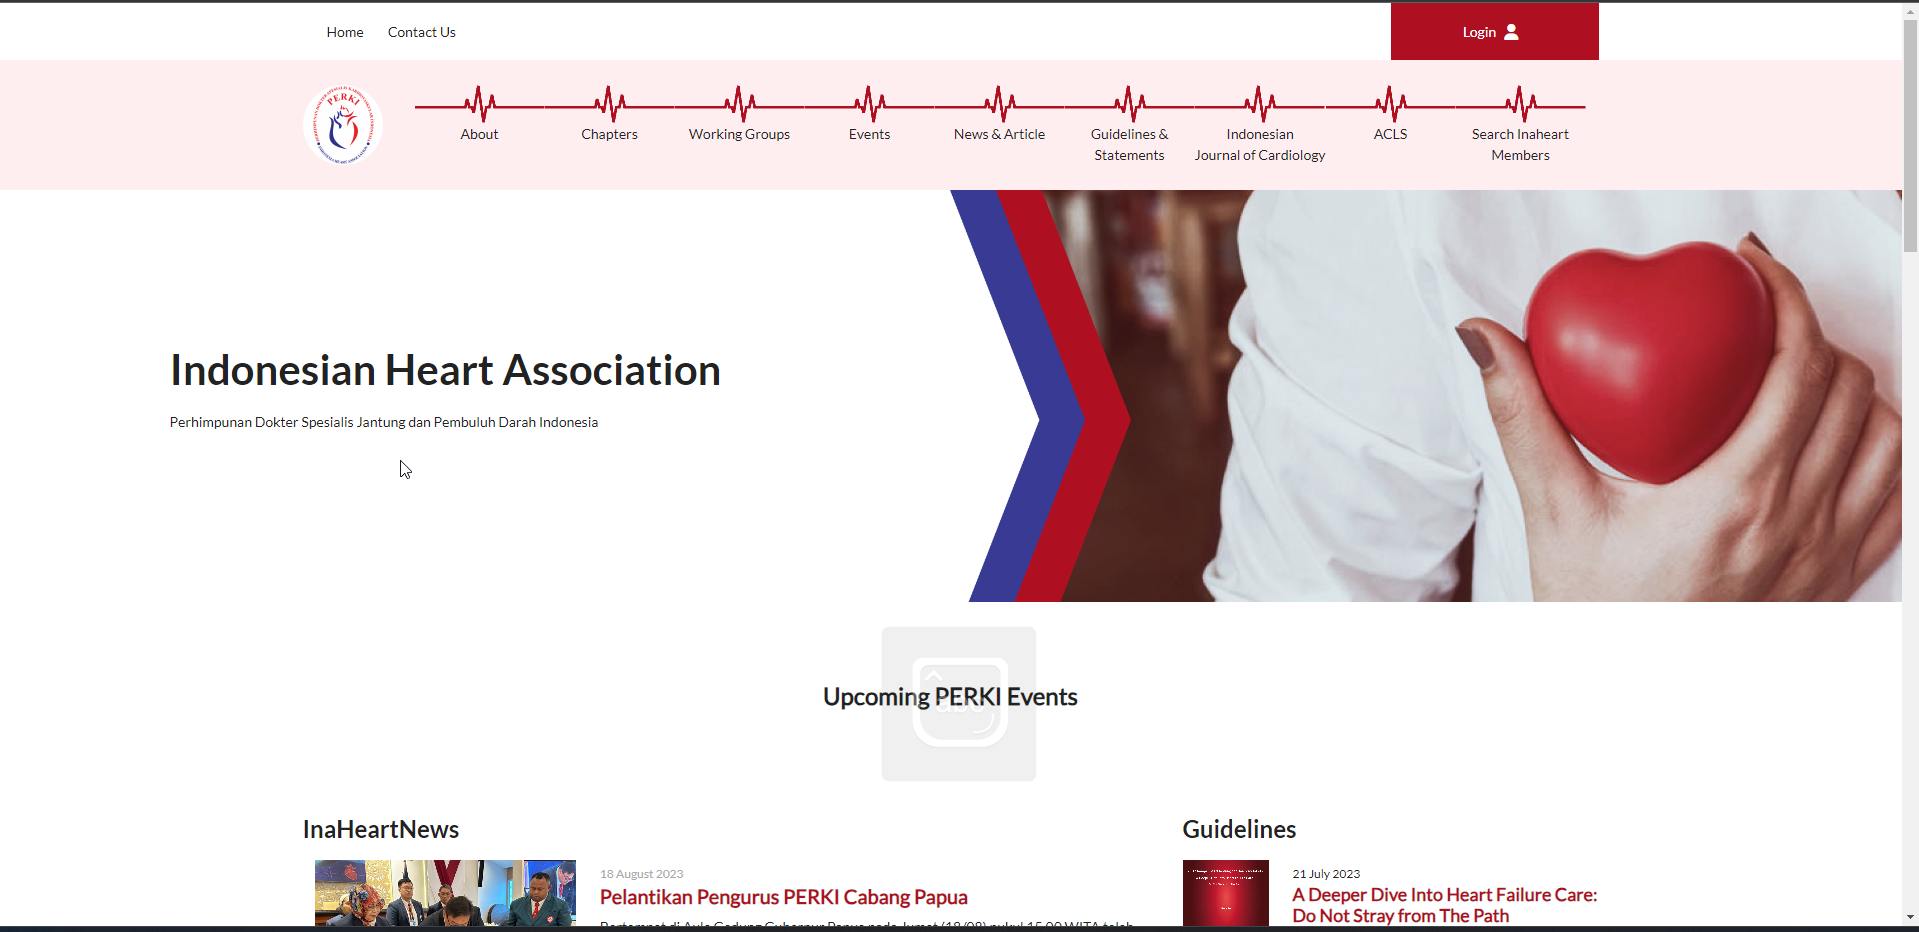 Home
Contact Us
Login
PERKI
About
Chapters
Working Groups
Events
News & Article
Guidelines &
Statements
Indonesian
Journal of Cardiology
ACLS
Search Inaheart
Members
Indonesian Heart Association
Perhimpunan Dokter Spesialis Jantung dan Pembuluh Darah Indonesia
Upcoming PERKI Events
abc
InaHeartNews
18 August 2023
Pelantikan Pengurus PERKI Cabang Papua
Guidelines
21 July 2023
A Deeper Dive Into Heart Failure Care:
Do Not Stray from The Path